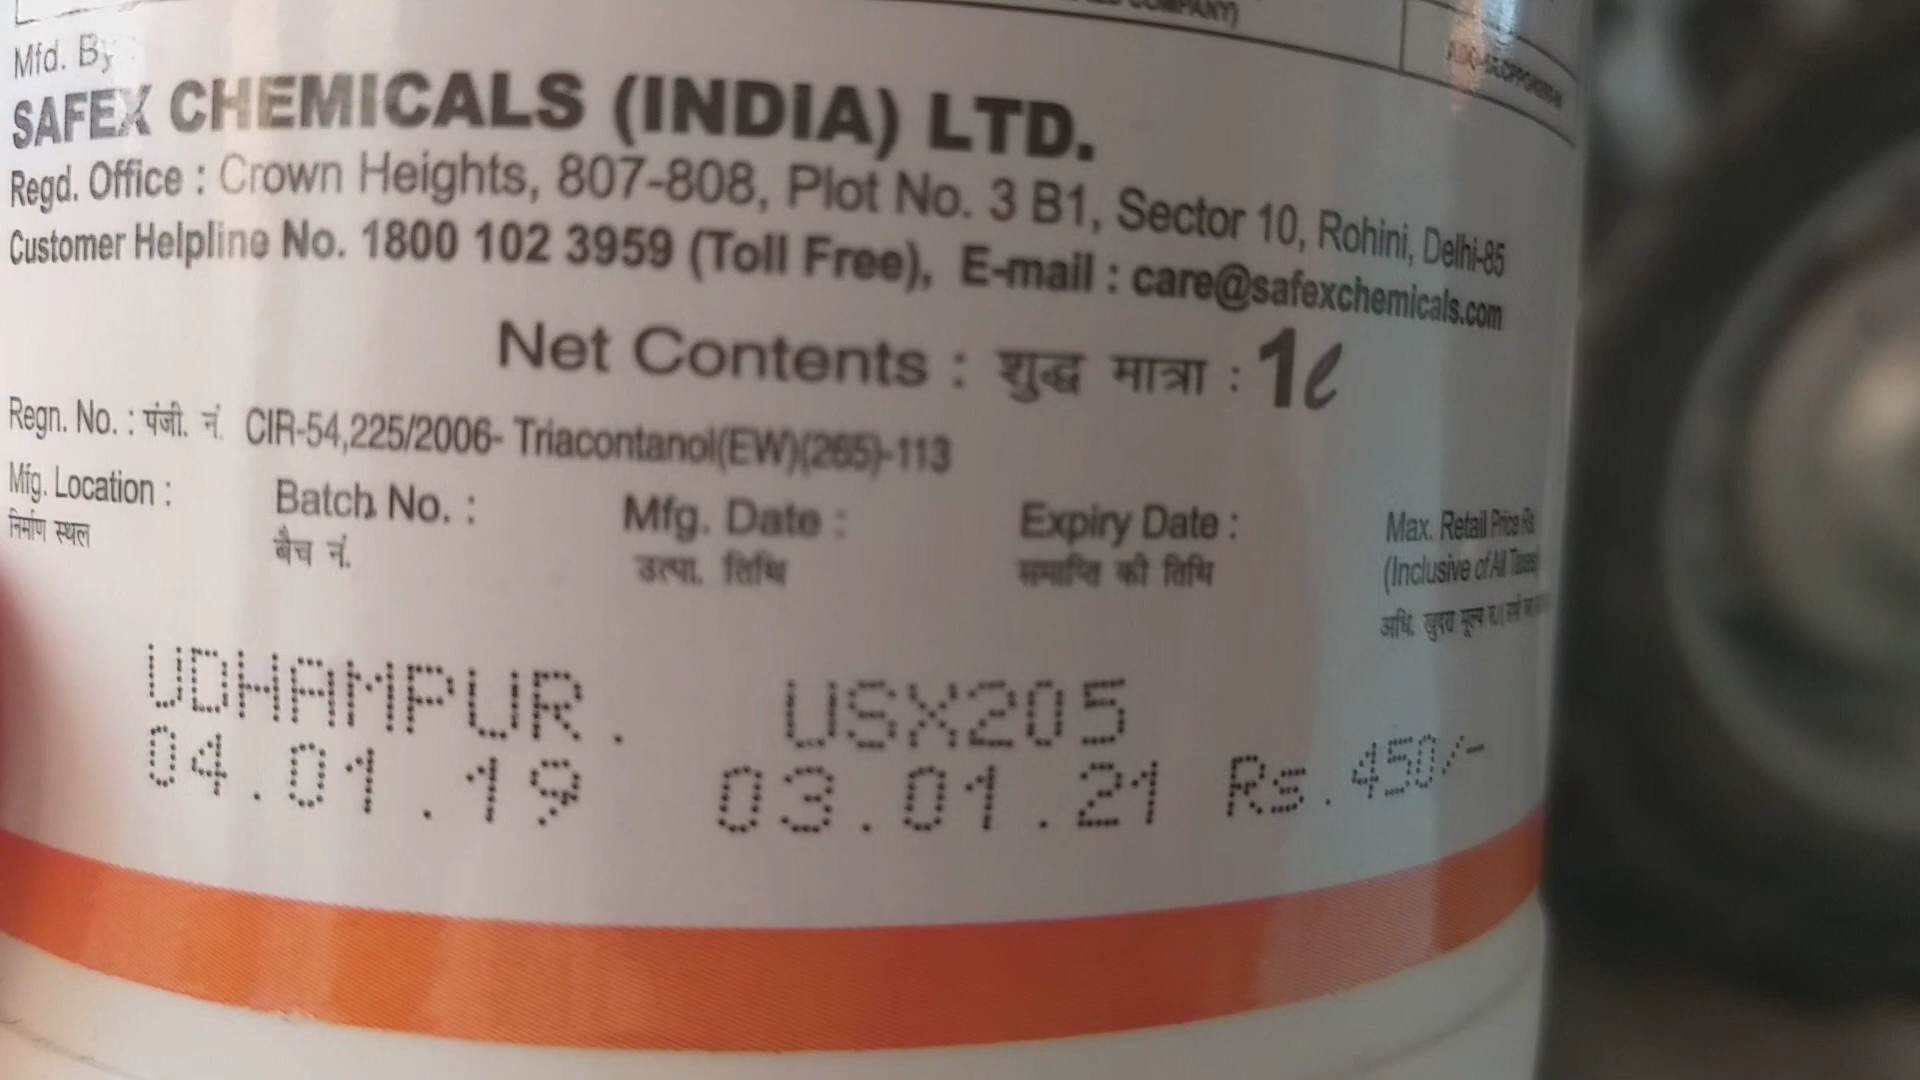 COMPANY)
Mfd. By :
SAFEX CHEMICALS (INDIA) LTD.
Regd. Office : Crown Heights, 807-808, Plot No. 3 B1, Sector 10, Rohini, Delhi-85
Customer Helpline No. 1800 102 3959 (Toll Free), E-mail : care@safexchemicals.com
Net Contents : शुद्ध मात्रा : 1ℓ
Regn. No. : पंजी. नं. CIR-54,225/2006- Triacontanol(EW)(265)-113
Mfg. Location : Batch No. : Mfg. Date : Expiry Date : Max. Retail Price Rs
निर्माण स्थल बैच नं. उत्पा. तिथि समाप्ति की तिथि (Inclusive of All Taxes)
अधि. खुदरा मूल्य रु.
UDHAMPUR. USX205
04.01.19 03.01.21 Rs.450/-